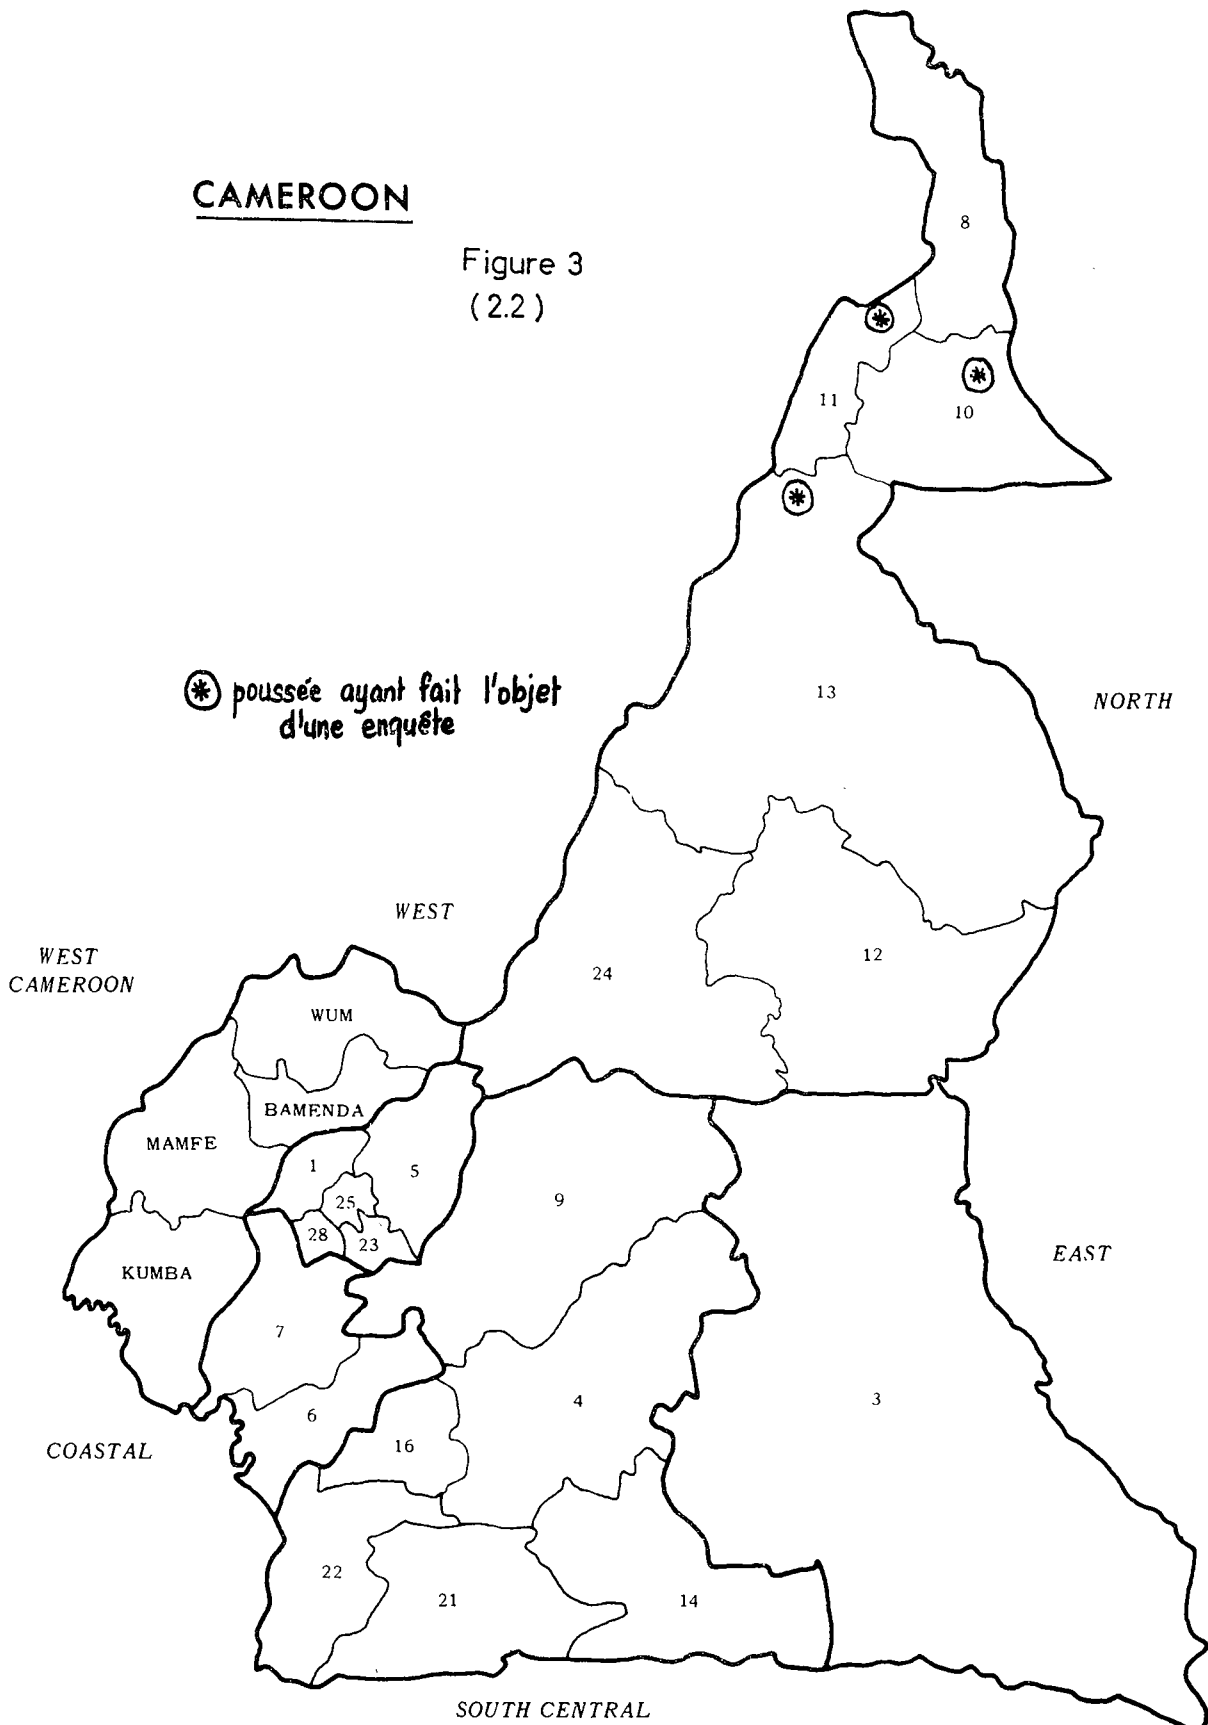 CAMEROON
Figure 3
(2.2)
8
11
10
⊛ poussée ayant fait l'objet
d'une enquête
13
NORTH
WEST
WEST
CAMEROON
24
12
WUM
BAMENDA
MAMFE
1
5
25
9
28
23
KUMBA
EAST
7
6
4
3
16
COASTAL
22
21
14
SOUTH CENTRAL